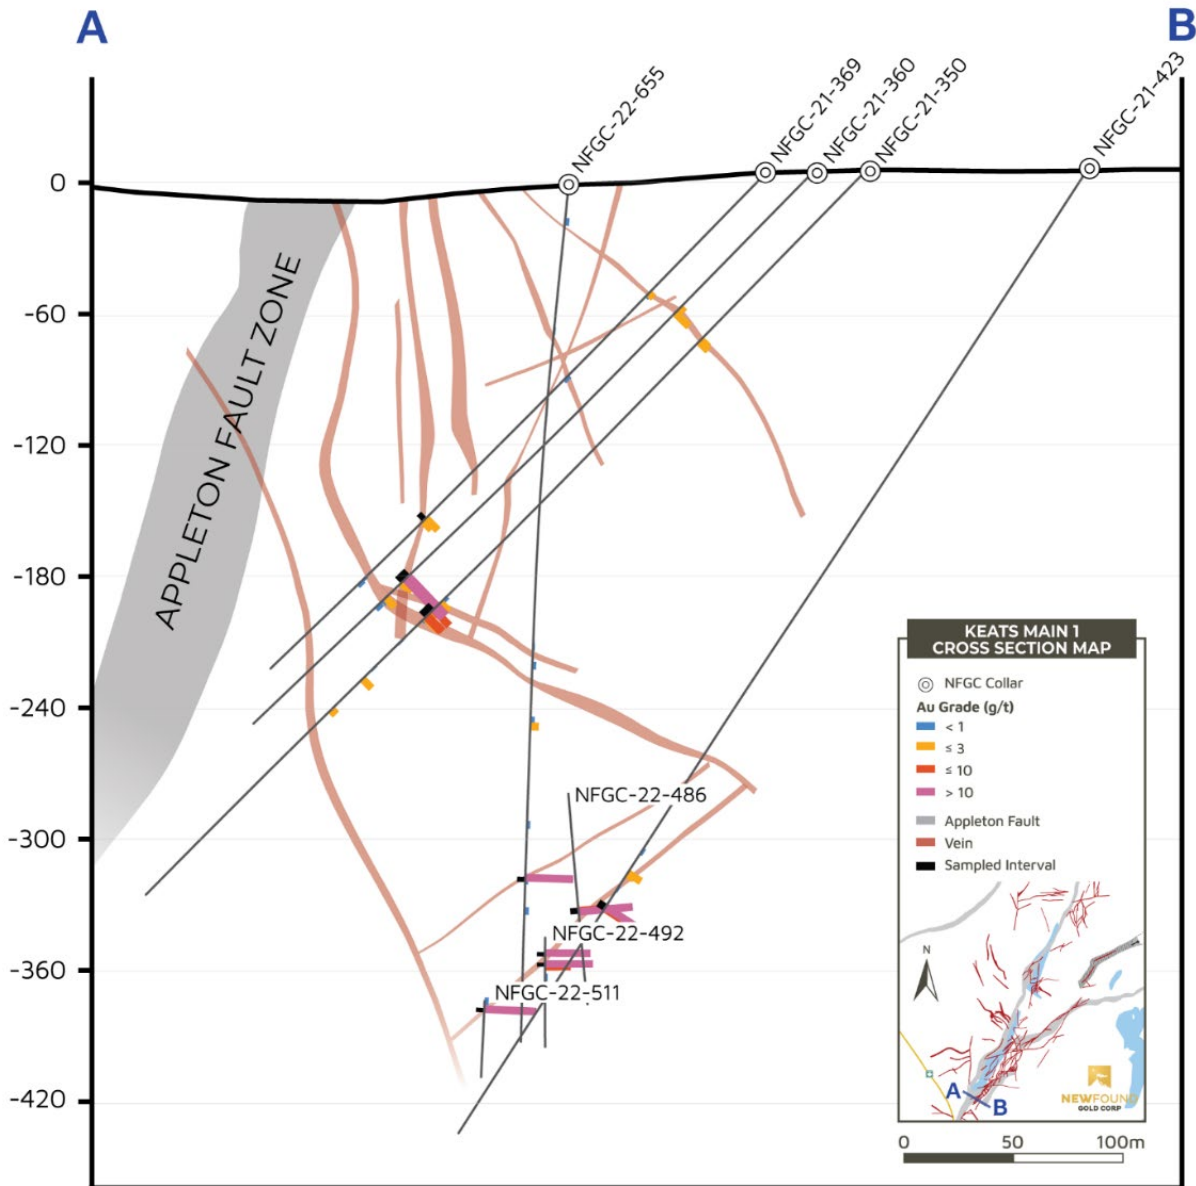 A
B
NFGC-22-655
NFGC-21-369
NFGC-21-360
NFGC-21-350
NFGC-21-423
0
-60
-120
-180
-240
-300
-360
-420
APPLETON FAULT ZONE
NFGC-22-486
NFGC-22-492
NFGC-22-511
KEATS MAIN 1
CROSS SECTION MAP
NFGC Collar
Au Grade (g/t)
< 1
≤ 3
≤ 10
> 10
Appleton Fault
Vein
Sampled Interval
N
A
B
NEWFOUND
GOLD CORP
0 50 100m